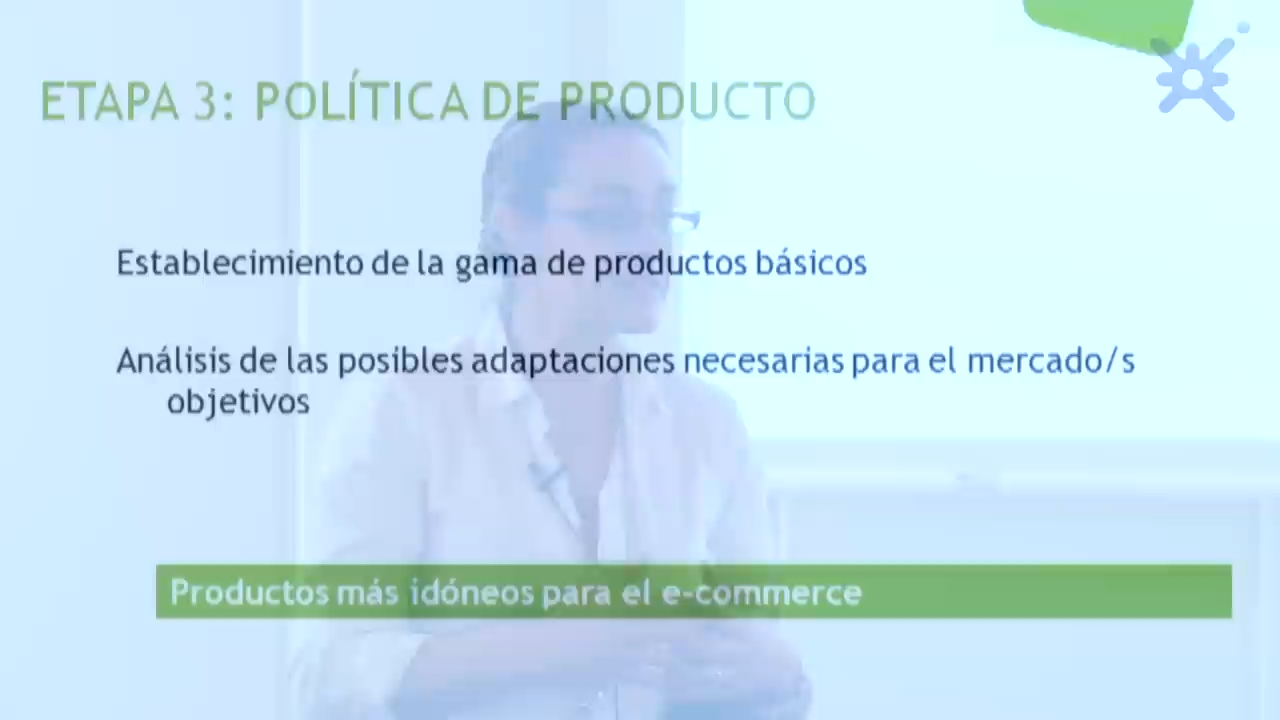 ETAPA 3: POLÍTICA DE PRODUCTO
Establecimiento de la gama de productos básicos
Análisis de las posibles adaptaciones necesarias para el mercado/s
objetivos
Productos más idóneos para el e-commerce